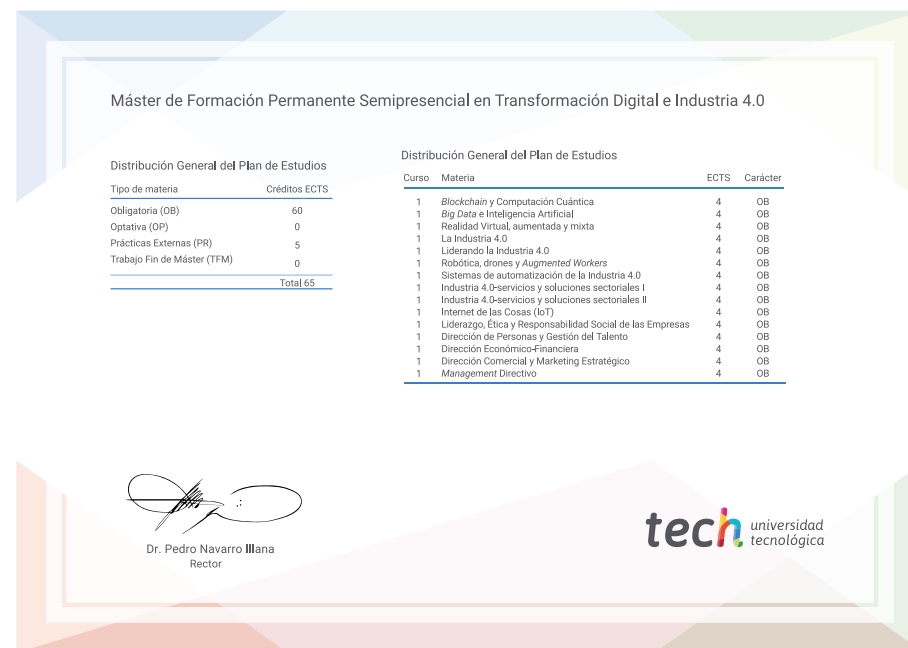 Máster de Formación Permanente Semipresencial en Transformación Digital e Industria 4.0
Distribución General del Plan de Estudios
Tipo de materia Créditos ECTS
Obligatoria (OB) 60
Optativa (OP) 0
Prácticas Externas (PR) 5
Trabajo Fin de Máster (TFM) 0
Total 65
Distribución General del Plan de Estudios
Curso Materia ECTS Carácter
1 Blockchain y Computación Cuántica 4 OB
1 Big Data e Inteligencia Artificial 4 OB
1 Realidad Virtual, aumentada y mixta 4 OB
1 La Industria 4.0 4 OB
1 Liderando la Industria 4.0 4 OB
1 Robótica, drones y Augmented Workers 4 OB
1 Sistemas de automatización de la Industria 4.0 4 OB
1 Industria 4.0-servicios y soluciones sectoriales I 4 OB
1 Industria 4.0-servicios y soluciones sectoriales II 4 OB
1 Internet de las Cosas (IoT) 4 OB
1 Liderazgo, Ética y Responsabilidad Social de las Empresas 4 OB
1 Dirección de Personas y Gestión del Talento 4 OB
1 Dirección Económico-Financiera 4 OB
1 Dirección Comercial y Marketing Estratégico 4 OB
1 Management Directivo 4 OB
Dr. Pedro Navarro Illana
Rector
tech universidad
tecnológica